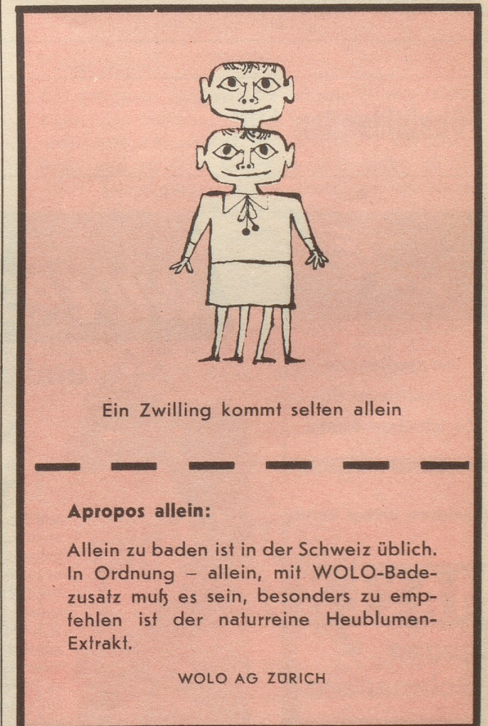 Ein Zwilling kommt selten allein
Apropos allein:
Allein zu baden ist in der Schweiz üblich.
In Ordnung – allein, mit WOLO-Bade-
zusatz muß es sein, besonders zu emp-
fehlen ist der naturreine Heublumen-
Extrakt.
WOLO AG ZÜRICH